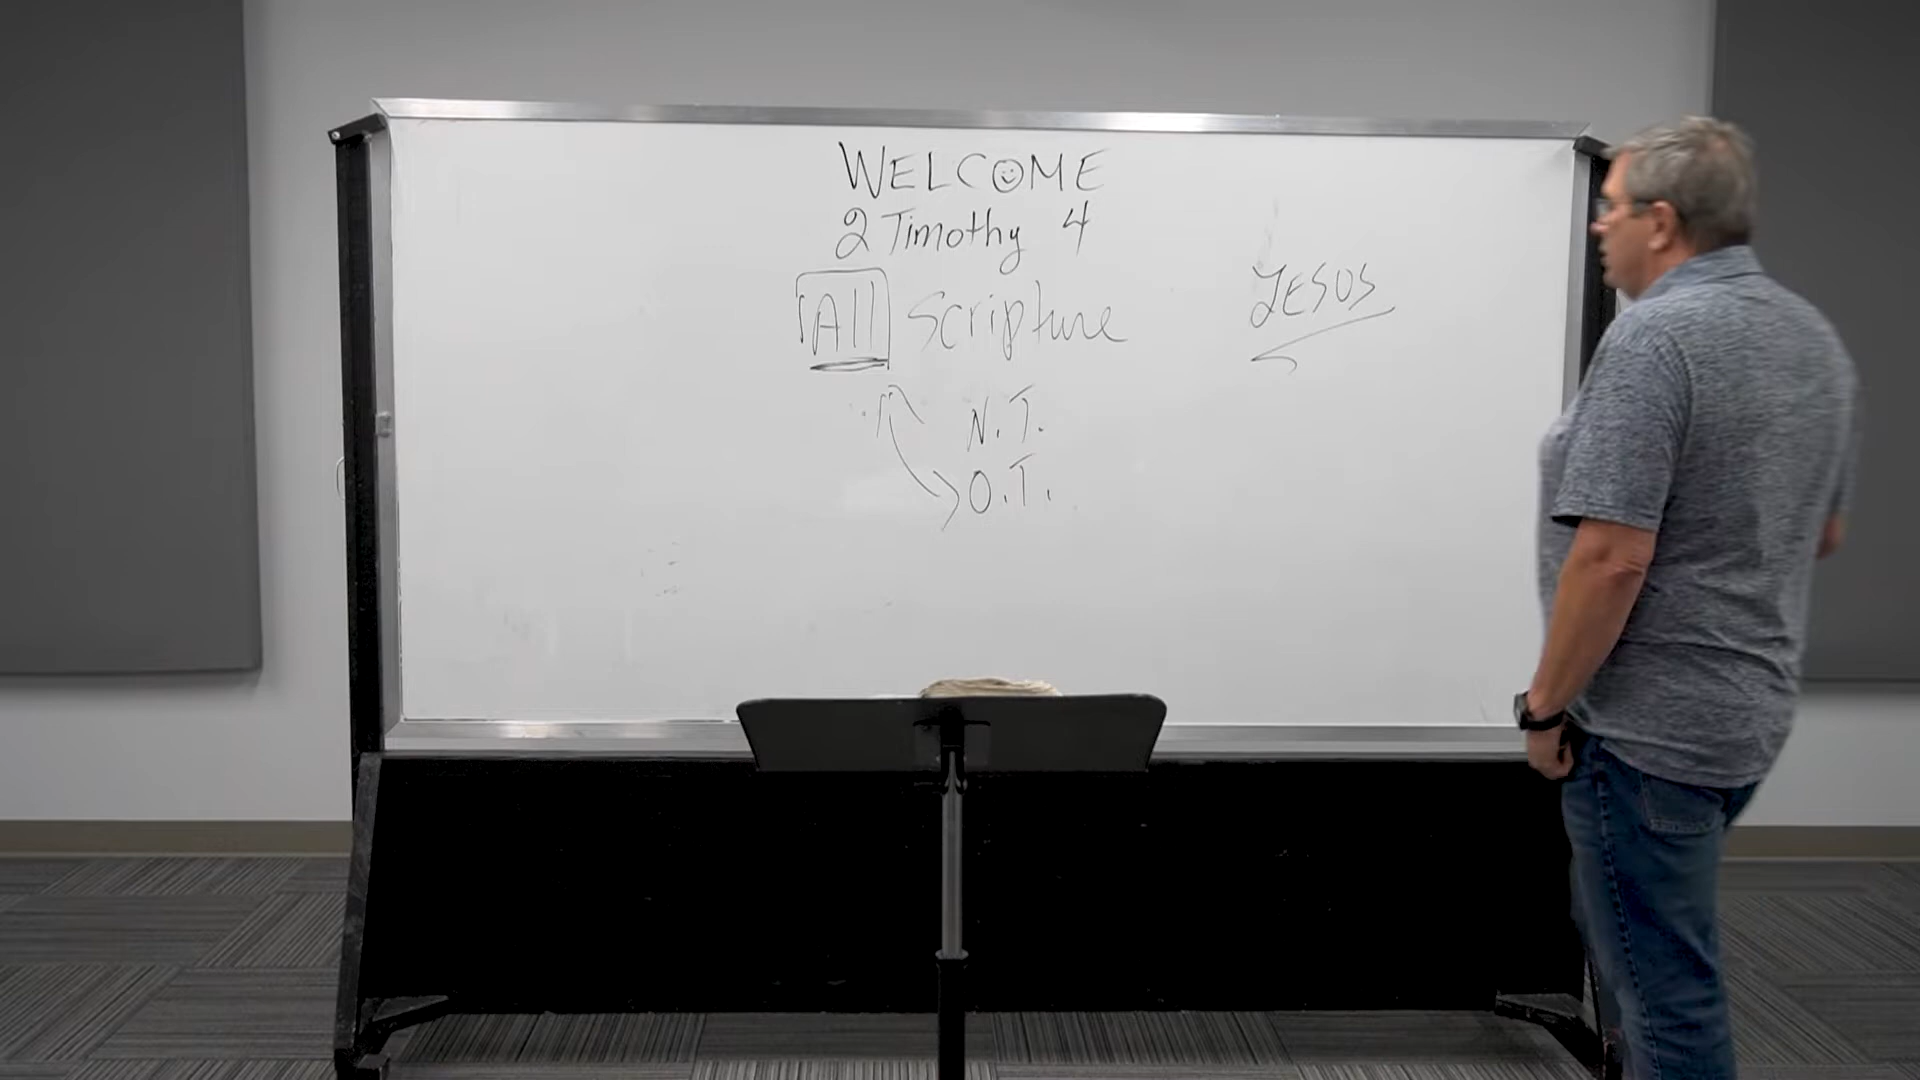 WELCOME
2 Timothy 4
All Scripture
JESUS
N.T.
O.T.